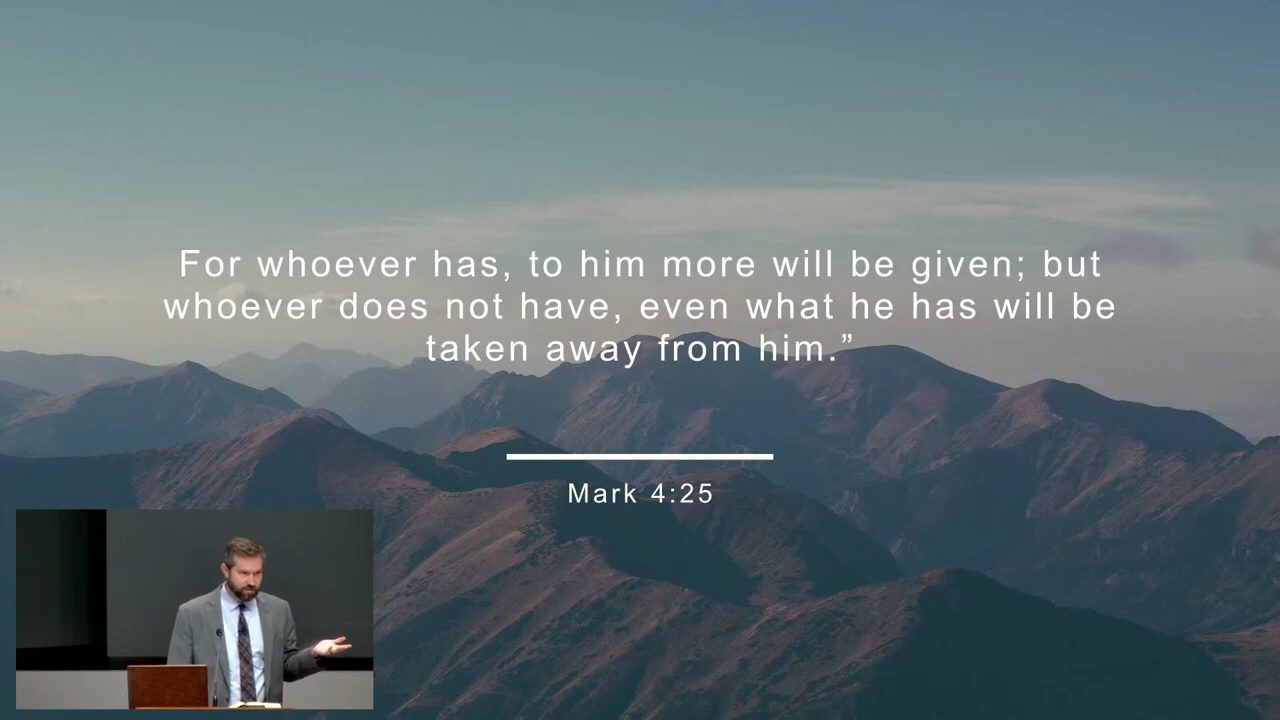 For whoever has, to him more will be given; but
whoever does not have, even what he has will be
taken away from him.”
Mark 4:25